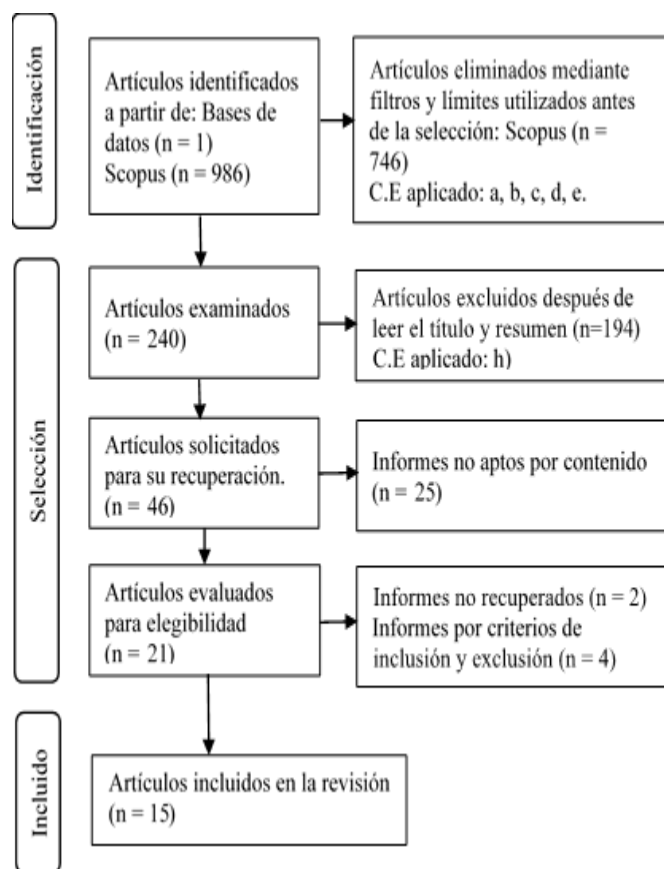 Identificación
Artículos identificados
a partir de: Bases de
datos (n = 1)
Scopus (n = 986)
Artículos eliminados mediante
filtros y límites utilizados antes
de la selección: Scopus (n =
746)
C.E aplicado: a, b, c, d, e.
Selección
Artículos examinados
(n = 240)
Artículos excluidos después de
leer el título y resumen (n=194)
C.E aplicado: h)
Artículos solicitados
para su recuperación.
(n = 46)
Informes no aptos por contenido
(n = 25)
Artículos evaluados
para elegibilidad
(n = 21)
Informes no recuperados (n = 2)
Informes por criterios de
inclusión y exclusión (n = 4)
Incluido
Artículos incluidos en la revisión
(n = 15)